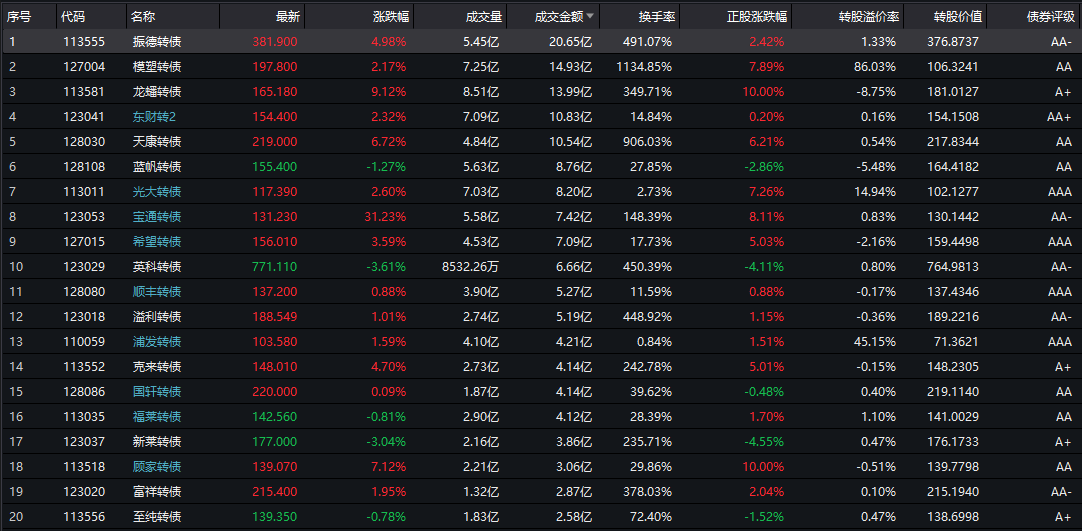 序号 代码 名称 最新 涨跌幅 成交量 成交金额 换手率 正股涨跌幅 转股溢价率 转股价值 债券评级
1 113555 振德转债 381.900 4.98% 5.45亿 20.65亿 491.07% 2.42% 1.33% 376.8737 AA-
2 127004 模塑转债 197.800 2.17% 7.25亿 14.93亿 1134.85% 7.89% 86.03% 106.3241 AA
3 113581 龙蟠转债 165.180 9.12% 8.51亿 13.99亿 349.71% 10.00% -8.75% 181.0127 A+
4 123041 东财转2 154.400 2.32% 7.09亿 10.83亿 14.84% 0.20% 0.16% 154.1508 AA+
5 128030 天康转债 219.000 6.72% 4.84亿 10.54亿 906.03% 6.21% 0.54% 217.8344 AA
6 128108 蓝帆转债 155.400 -1.27% 5.63亿 8.76亿 27.85% -2.86% -5.48% 164.4182 AA
7 113011 光大转债 117.390 2.60% 7.03亿 8.20亿 2.73% 7.26% 14.94% 102.1277 AAA
8 123053 宝通转债 131.230 31.23% 5.58亿 7.42亿 148.39% 8.11% 0.83% 130.1442 AA-
9 127015 希望转债 156.010 3.59% 4.53亿 7.09亿 17.73% 5.03% -2.16% 159.4498 AAA
10 123029 英科转债 771.110 -3.61% 8532.26万 6.66亿 450.39% -4.11% 0.80% 764.9813 AA-
11 128080 顺丰转债 137.200 0.88% 3.90亿 5.27亿 11.59% 0.88% -0.17% 137.4346 AAA
12 123018 溢利转债 188.549 1.01% 2.74亿 5.19亿 448.92% 1.15% -0.36% 189.2216 AA-
13 110059 浦发转债 103.580 1.59% 4.10亿 4.21亿 0.84% 1.51% 45.15% 71.3621 AAA
14 113552 克来转债 148.010 4.70% 2.73亿 4.14亿 242.78% 5.01% -0.15% 148.2305 A+
15 128086 国轩转债 220.000 0.09% 1.87亿 4.14亿 39.62% -0.48% 0.40% 219.1140 AA
16 113035 福莱转债 142.560 -0.81% 2.90亿 4.12亿 28.39% 1.70% 1.10% 141.0029 AA
17 123037 新莱转债 177.000 -3.04% 2.16亿 3.86亿 235.71% -4.55% 0.47% 176.1733 A+
18 113518 顾家转债 139.070 7.12% 2.21亿 3.06亿 29.86% 10.00% -0.51% 139.7798 AA
19 123020 富祥转债 215.400 1.95% 1.32亿 2.87亿 378.03% 2.04% 0.10% 215.1940 AA-
20 113556 至纯转债 139.350 -0.78% 1.83亿 2.58亿 72.40% -1.52% 0.47% 138.6998 A+